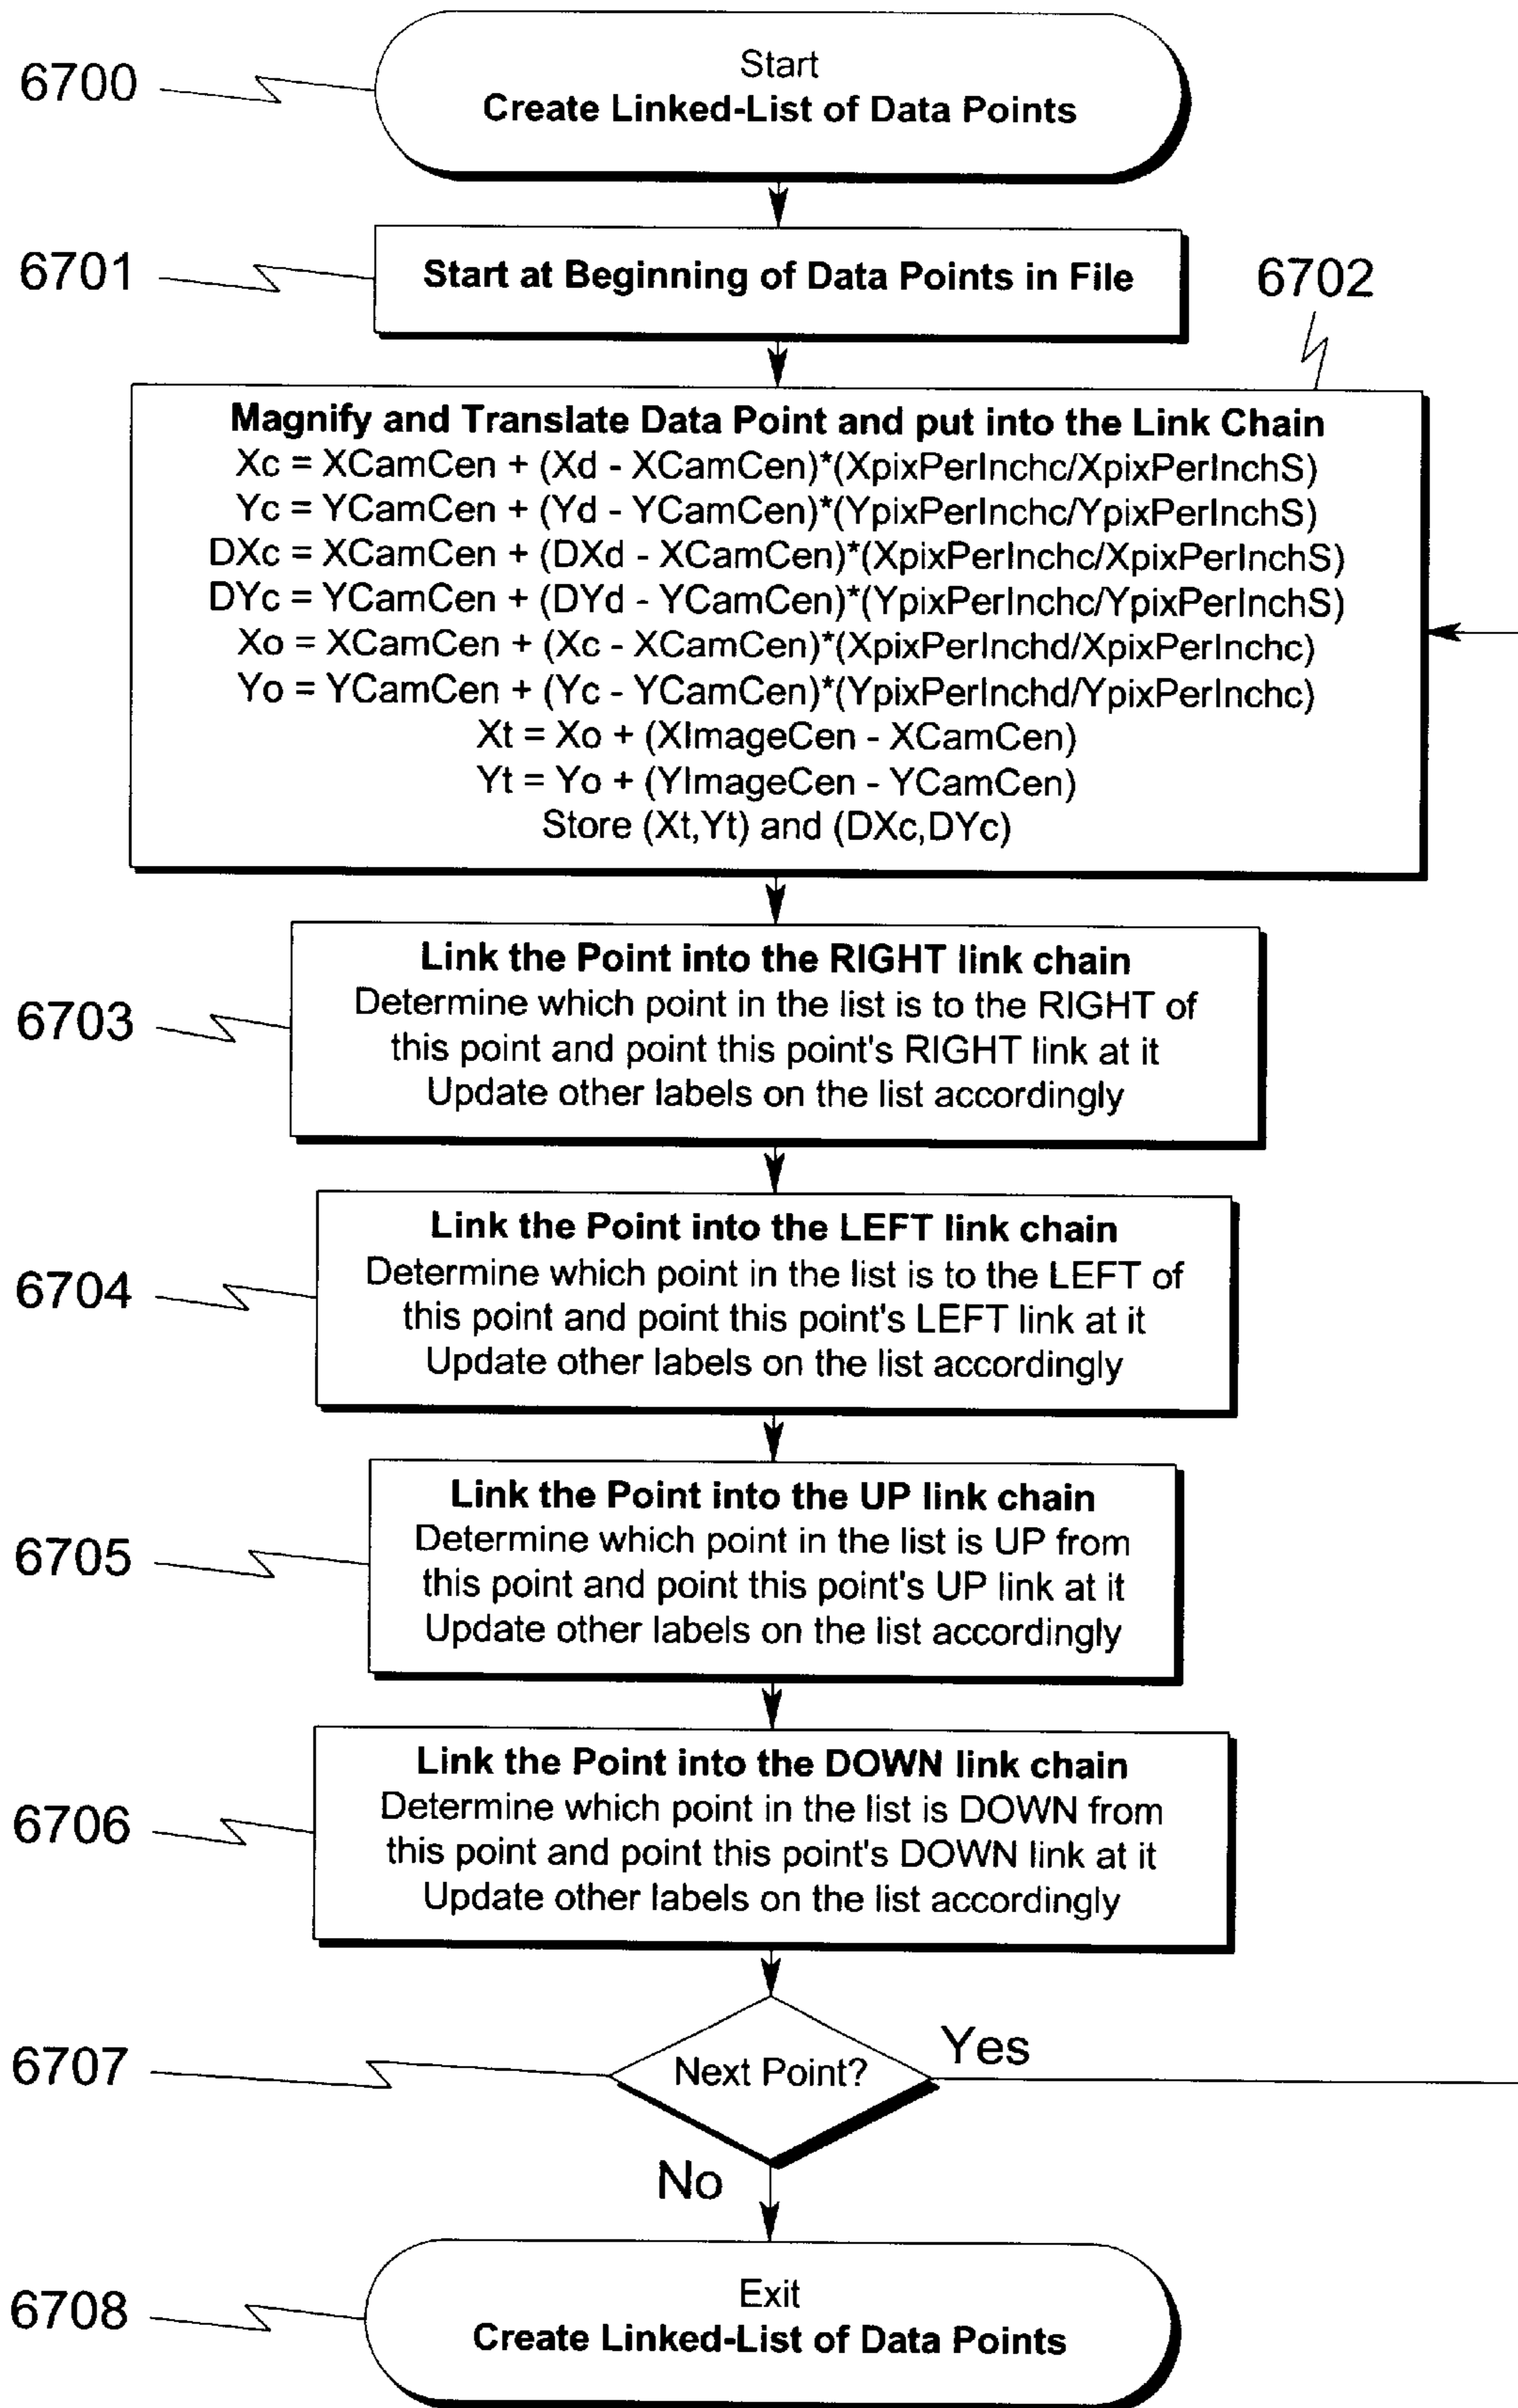 6700
Start
Create Linked-List of Data Points
6701
Start at Beginning of Data Points in File
6702
Magnify and Translate Data Point and put into the Link Chain
Xc = XCamCen + (Xd - XCamCen)*(XpixPerInchc/XpixPerInchS)
Yc = YCamCen + (Yd - YCamCen)*(YpixPerInchc/YpixPerInchS)
DXc = XCamCen + (DXd - XCamCen)*(XpixPerInchc/XpixPerInchS)
DYc = YCamCen + (DYd - YCamCen)*(YpixPerInchc/YpixPerInchS)
Xo = XCamCen + (Xc - XCamCen)*(XpixPerInchd/XpixPerInchc)
Yo = YCamCen + (Yc - YCamCen)*(YpixPerInchd/YpixPerInchc)
Xt = Xo + (XImageCen - XCamCen)
Yt = Yo + (YImageCen - YCamCen)
Store (Xt,Yt) and (DXc,DYc)
6703
Link the Point into the RIGHT link chain
Determine which point in the list is to the RIGHT of
this point and point this point's RIGHT link at it
Update other labels on the list accordingly
6704
Link the Point into the LEFT link chain
Determine which point in the list is to the LEFT of
this point and point this point's LEFT link at it
Update other labels on the list accordingly
6705
Link the Point into the UP link chain
Determine which point in the list is UP from
this point and point this point's UP link at it
Update other labels on the list accordingly
6706
Link the Point into the DOWN link chain
Determine which point in the list is DOWN from
this point and point this point's DOWN link at it
Update other labels on the list accordingly
6707
Next Point?
Yes
No
6708
Exit
Create Linked-List of Data Points